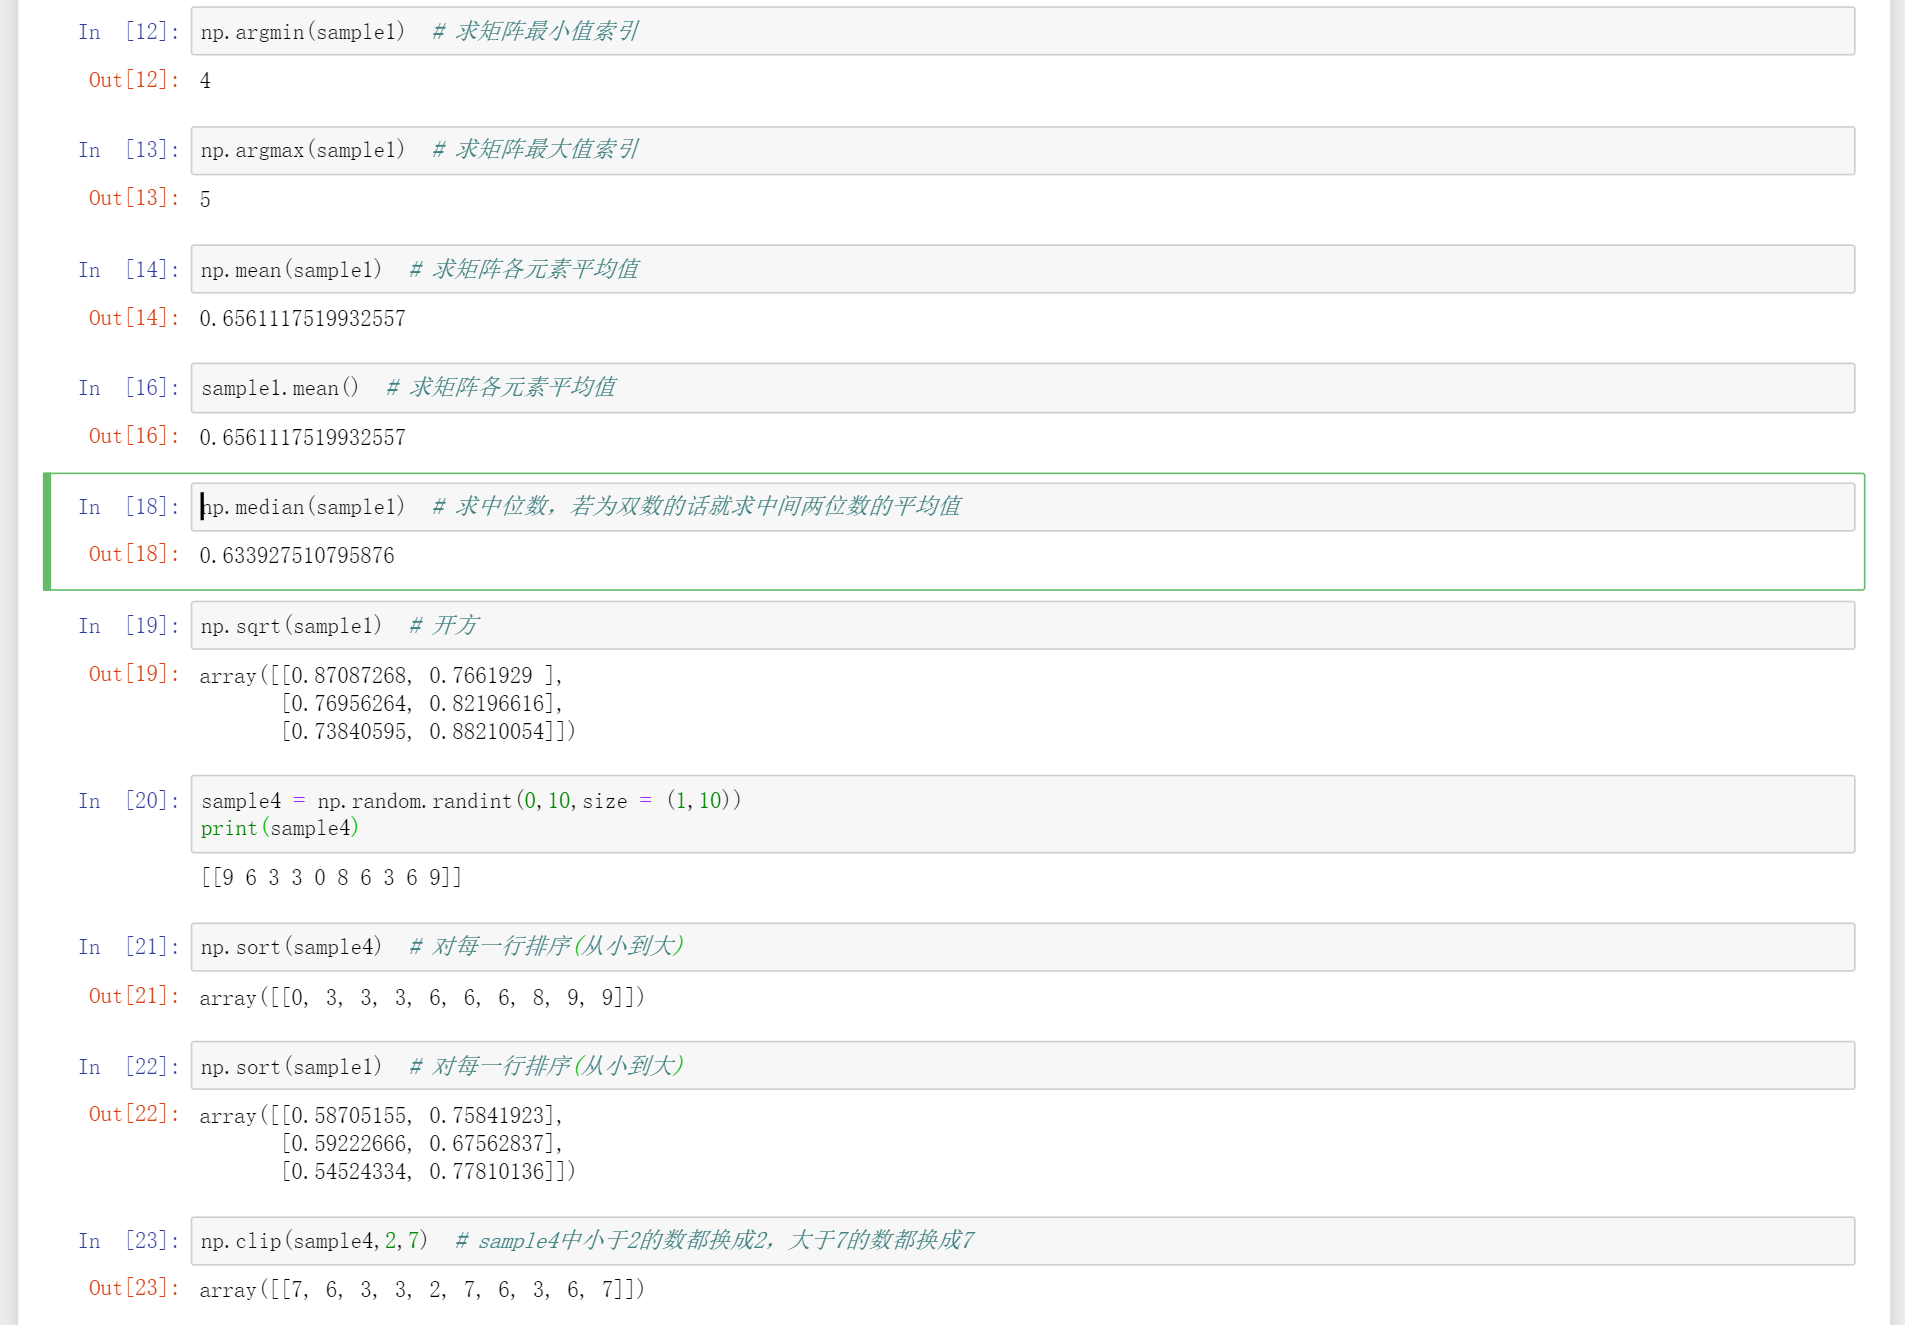 In [12]: np.argmin(sample1)  # 求矩阵最小值索引
Out[12]: 4
In [13]: np.argmax(sample1)  # 求矩阵最大值索引
Out[13]: 5
In [14]: np.mean(sample1)  # 求矩阵各元素平均值
Out[14]: 0.6561117519932557
In [16]: sample1.mean()  # 求矩阵各元素平均值
Out[16]: 0.6561117519932557
In [18]: np.median(sample1)  # 求中位数，若为双数的话就求中间两位数的平均值
Out[18]: 0.633927510795876
In [19]: np.sqrt(sample1)  # 开方
Out[19]: array([[0.87087268, 0.7661929 ],
[0.76956264, 0.82196616],
[0.73840595, 0.88210054]])
In [20]: sample4 = np.random.randint(0,10,size = (1,10))
print(sample4)
[[9 6 3 3 0 8 6 3 6 9]]
In [21]: np.sort(sample4)  # 对每一行排序(从小到大)
Out[21]: array([[0, 3, 3, 3, 6, 6, 6, 8, 9, 9]])
In [22]: np.sort(sample1)  # 对每一行排序(从小到大)
Out[22]: array([[0.58705155, 0.75841923],
[0.59222666, 0.67562837],
[0.54524334, 0.77810136]])
In [23]: np.clip(sample4,2,7)  # sample4中小于2的数都换成2，大于7的数都换成7
Out[23]: array([[7, 6, 3, 3, 2, 7, 6, 3, 6, 7]])